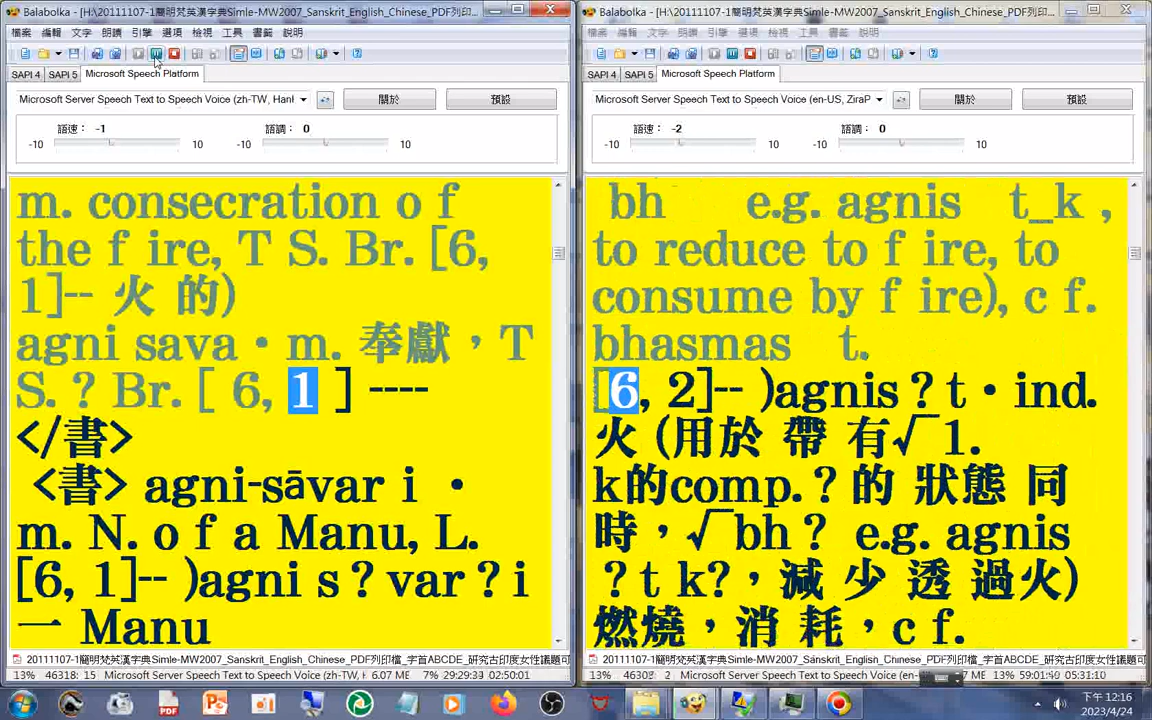 Balabolka - [H:\20111107-1簡明梵英漢字典Simle-MW2007_Sanskrit_English_Chinese_PDF列印...
檔案 編輯 文字 朗讀 引擎 選項 檢視 工具 書籤 說明
SAPI 4 SAPI 5 Microsoft Speech Platform
Microsoft Server Speech Text to Speech Voice (zh-TW, Hanl
關於 預設
語速： -1 語調： 0
-10 10 -10 10
m. consecration o f
the f ire, T S. Br. [6,
1]-- 火 的)
agni sava • m. 奉獻，T
S. ? Br. [ 6, 1 ] ----
</書>
<書> agni-sāvar i •
m. N. o f a Manu, L.
[6, 1]-- )agni s？var？i
一 Manu
20111107-1簡明梵英漢字典Simle-MW2007_Sanskrit_English_Chinese_PDF列印檔_字首ABCDE_研究古印度女性議題可
13% 46318: 15 Microsoft Server Speech Text to Speech Voice (zh-TW, H 6.07 ME 7% 29:29:33 02:50:01
Balabolka - [H:\20111107-1簡明梵英漢字典Simle-MW2007_Sanskrit_English_Chinese_PDF列印...
檔案 編輯 文字 朗讀 引擎 選項 檢視 工具 書籤 說明
SAPI 4 SAPI 5 Microsoft Speech Platform
Microsoft Server Speech Text to Speech Voice (en-US, ZiraP
關於 預設
語速： -2 語調： 0
-10 10 -10 10
bh e.g. agnis t_k ,
to reduce to f ire, to
consume by f ire), c f.
bhasmas t.
[6, 2]-- )agnis？t • ind.
火 (用於 帶 有√ 1.
k的comp.？的 狀態 同
時，√bh？ e.g. agnis
？t k?，減 少 透 過火)
燃燒，消 耗，c f.
20111107-1簡明梵英漢字典Simle-MW2007_Sanskrit_English_Chinese_PDF列印檔_字首ABCDE_研究古印度女性議題可
13% Microsoft Server Speech Text to Speech Voice (en-US, Z 6.07 ME 13% 59:01:40 05:31:10
下午 12:16
2023/4/24